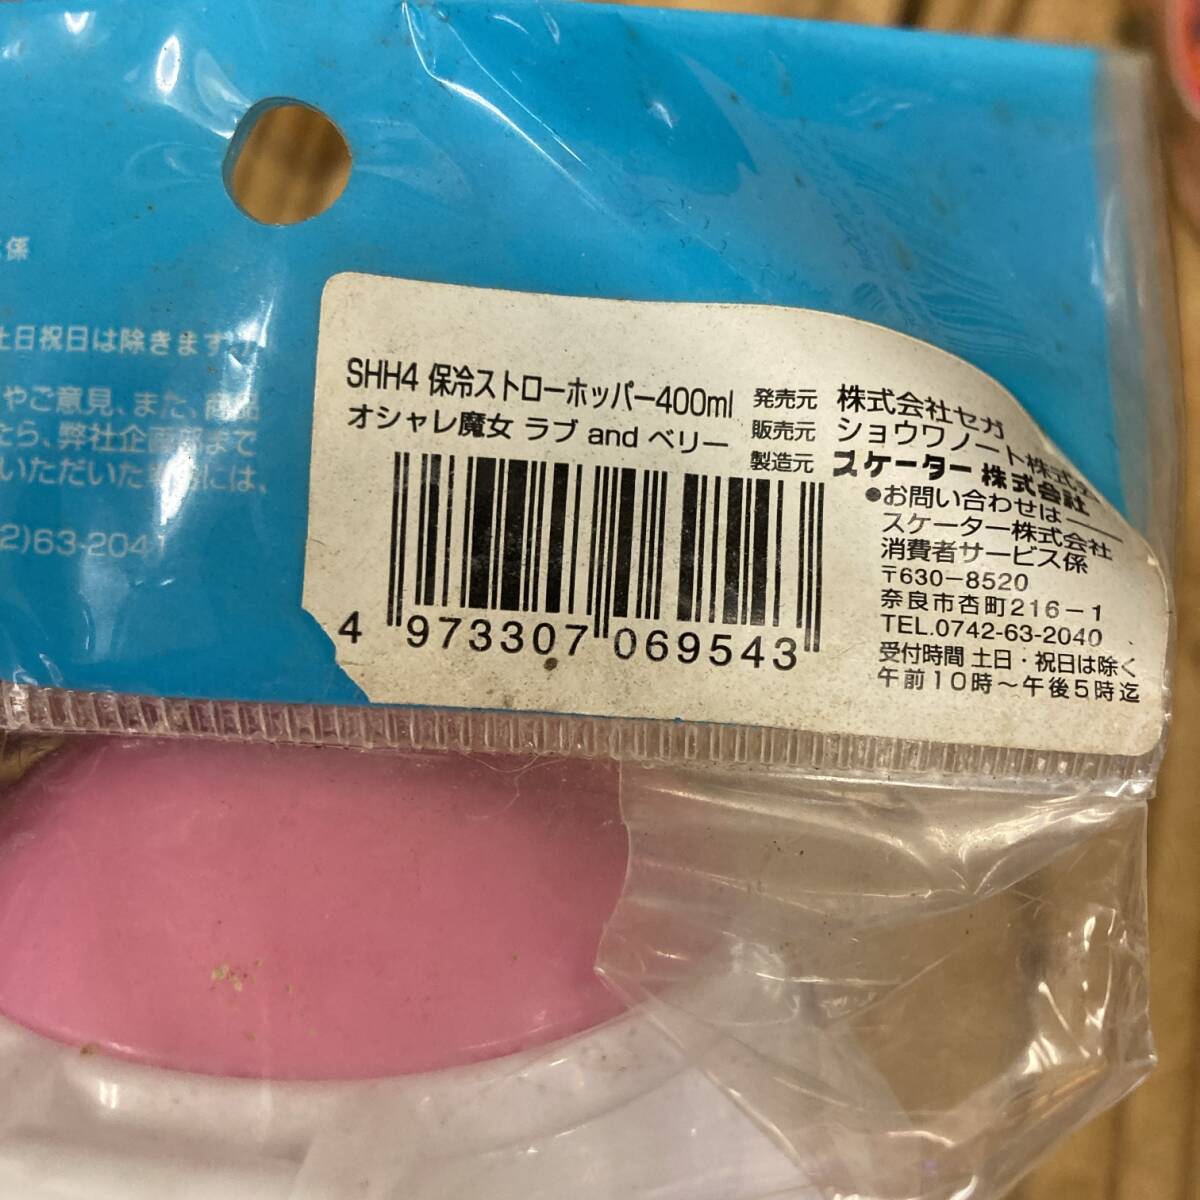 係
土日祝日は除きます
やご意見、また、商品
たら、弊社企画部まで
いただいたお客様には、
2)63-2041
SHH4 保冷ストローホッパー400ml
オシャレ魔女 ラブ and ベリー
4 973307 069543
発売元 株式会社セガ
販売元 ショウワノート株式会
製造元 スケーター株式会社
●お問い合わせは
スケーター株式会社
消費者サービス係
〒630-8520
奈良市杏町216-1
TEL.0742-63-2040
受付時間 土日・祝日は除く
午前10時～午後5時迄